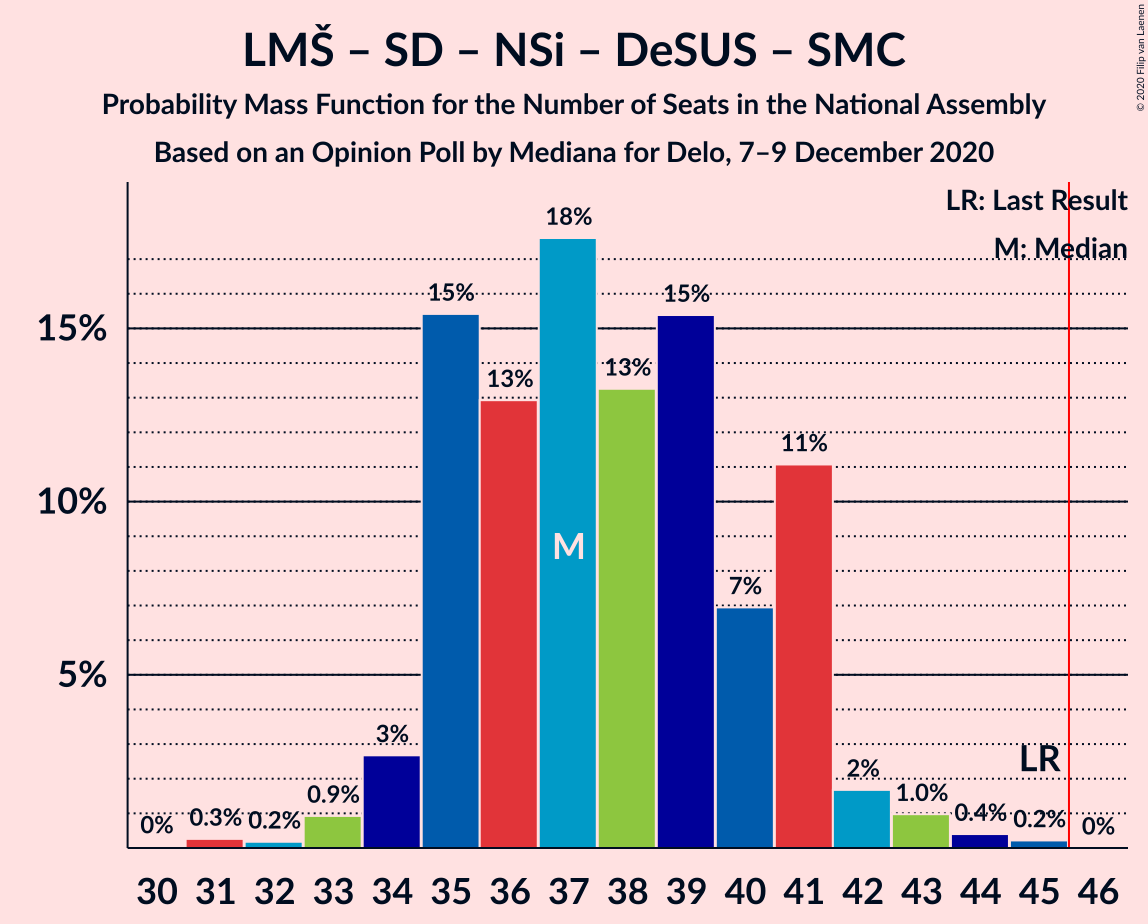 LMŠ – SD – NSi – DeSUS – SMC
Probability Mass Function for the Number of Seats in the National Assembly
Based on an Opinion Poll by Mediana for Delo, 7–9 December 2020
© 2020 Filip van Laenen
LR: Last Result
M: Median
18%
15%
15%
15%
13%
13%
11%
10%
M
7%
5%
3%
LR
2%
0.9%
1.0%
0%
0.3%
0.2%
0.4%
0.2%
0%
30 31 32 33 34 35 36 37 38 39 40 41 42 43 44 45 46